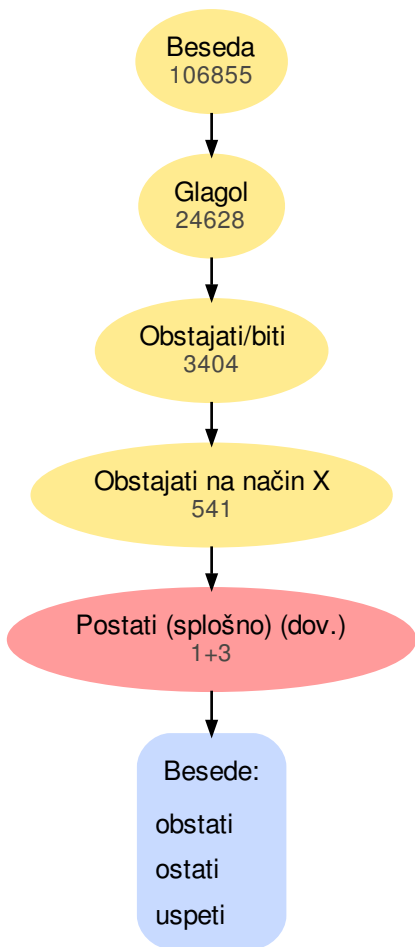 Beseda
106855
Glagol
24628
Obstajati/biti
3404
Obstajati na način X
541
Postati (splošno) (dov.)
1+3
Besede:
obstati
ostati
uspeti